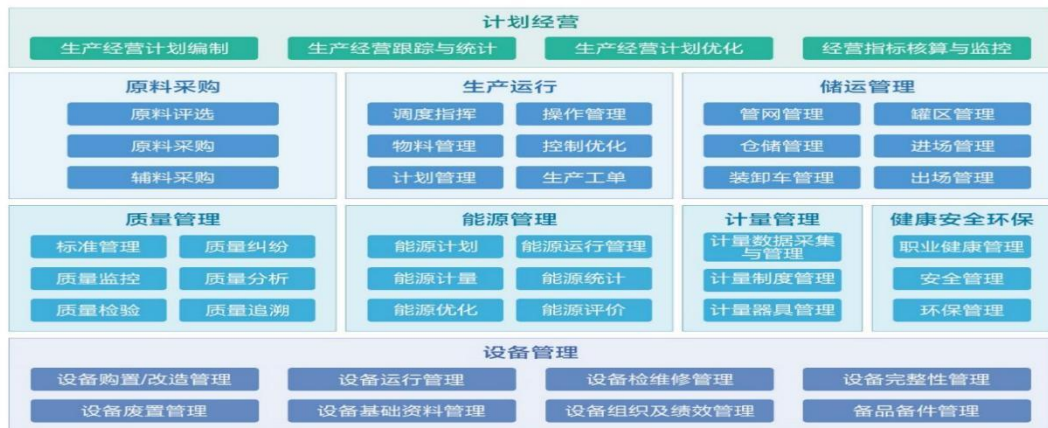 计划经营
生产经营计划编制
生产经营跟踪与统计
生产经营计划优化
经营指标核算与监控
原料采购
原料评选
原料采购
辅料采购
生产运行
调度指挥
操作管理
物料管理
控制优化
计划管理
生产工单
储运管理
管网管理
罐区管理
仓储管理
进场管理
装卸车管理
出场管理
质量管理
标准管理
质量纠纷
质量监控
质量分析
质量检验
质量追溯
能源管理
能源计划
能源运行管理
能源计量
能源统计
能源优化
能源评价
计量管理
计量数据采集
与管理
计量制度管理
计量器具管理
健康安全环保
职业健康管理
安全管理
环保管理
设备管理
设备购置/改造管理
设备运行管理
设备检维修管理
设备完整性管理
设备废置管理
设备基础资料管理
设备组织及绩效管理
备品备件管理